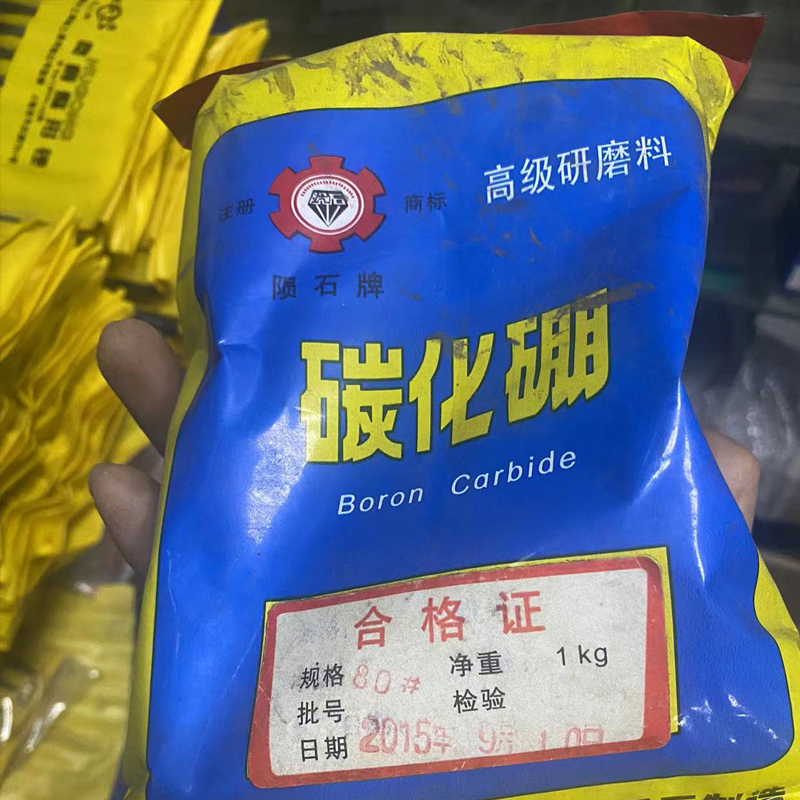 高级研磨料
注册
商标
陨石牌
碳化硼
Boron Carbide
合格证
规格 80# 净重 1kg
批号 检验
日期 2015年 9月 10日